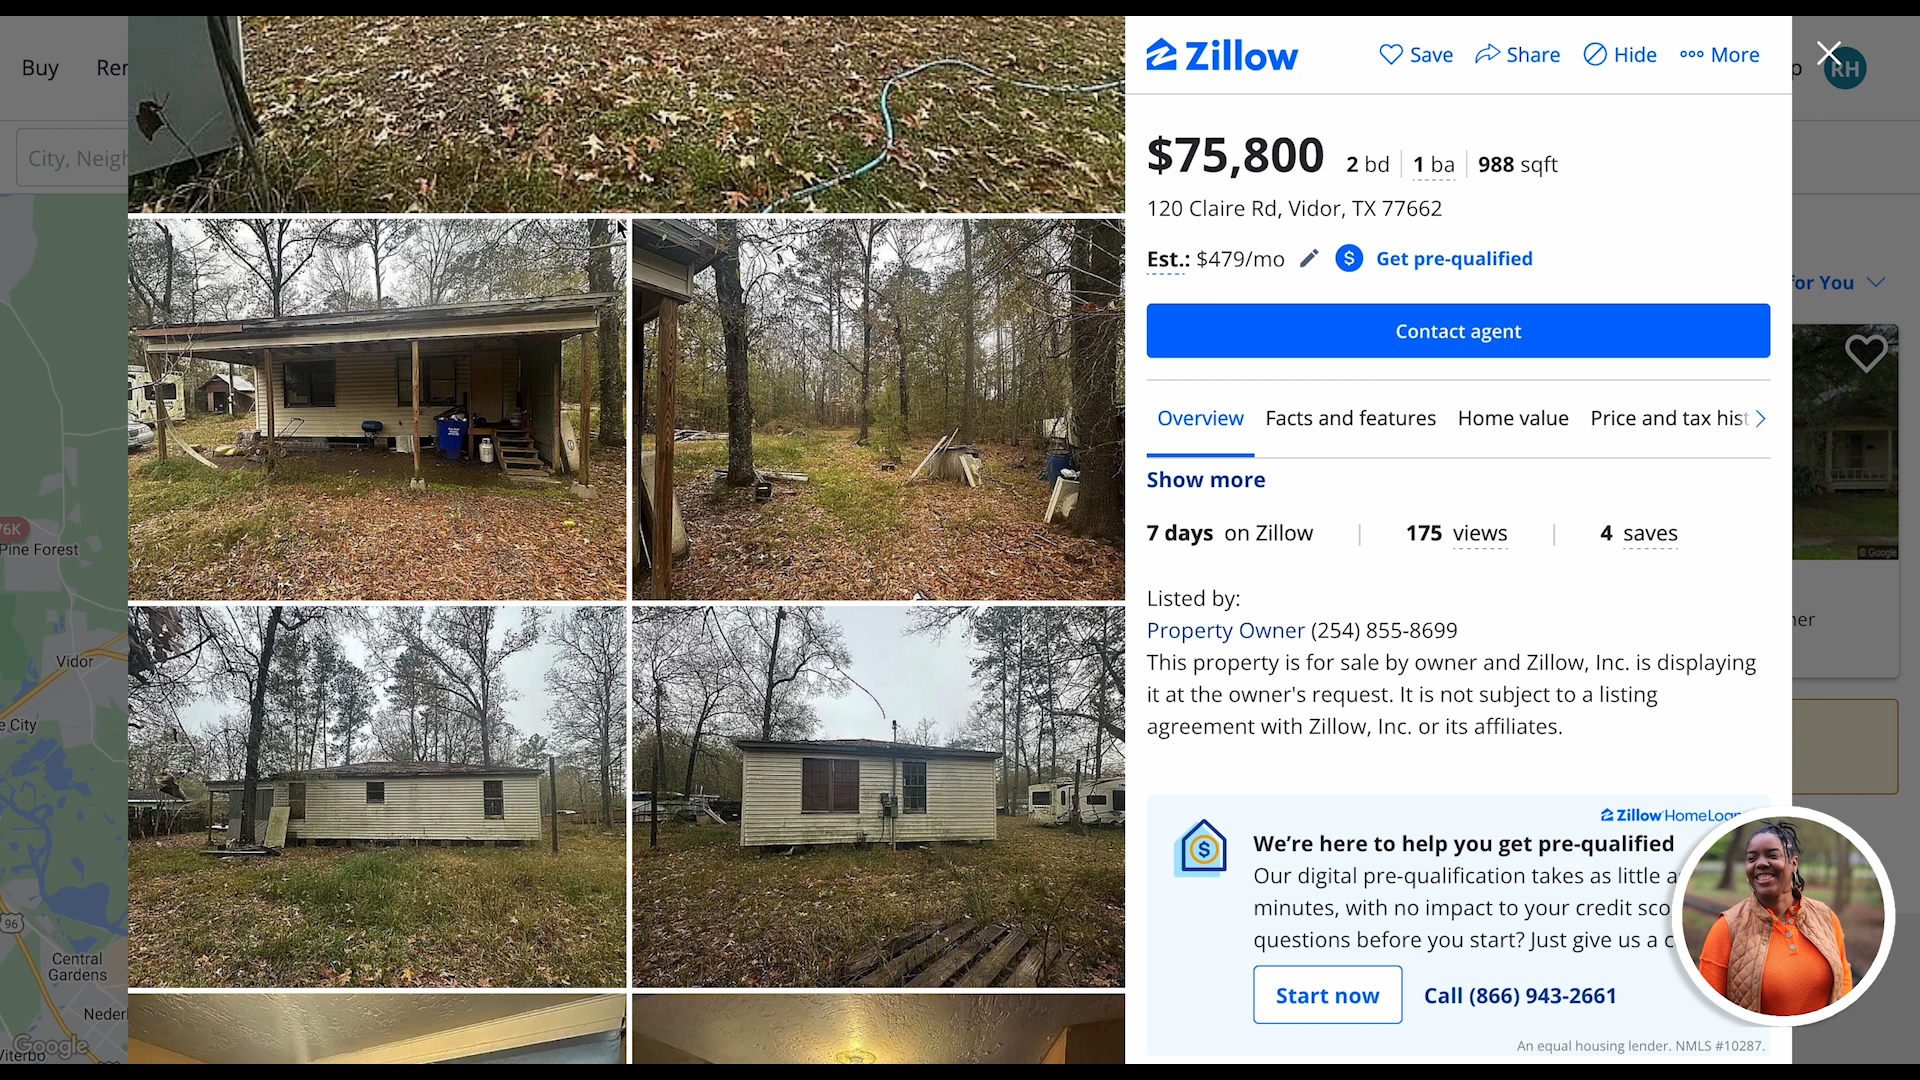 Buy
City, Neigh
Pine Forest
Vidor
e City
96
Central
Gardens
Nederl
Viterbo
Google
Zillow
Save
Share
Hide
More
RH
$75,800
2 bd
1 ba
988 sqft
120 Claire Rd, Vidor, TX 77662
Est.: $479/mo
$
Get pre-qualified
Contact agent
for You
Overview
Facts and features
Home value
Price and tax hist
Show more
7 days on Zillow
175 views
4 saves
© Google
Listed by:
Property Owner (254) 855-8699
This property is for sale by owner and Zillow, Inc. is displaying
it at the owner's request. It is not subject to a listing
agreement with Zillow, Inc. or its affiliates.
Zillow HomeLoan
$
We’re here to help you get pre-qualified
Our digital pre-qualification takes as little a
minutes, with no impact to your credit sco
questions before you start? Just give us a c
Start now
Call (866) 943-2661
An equal housing lender. NMLS #10287.